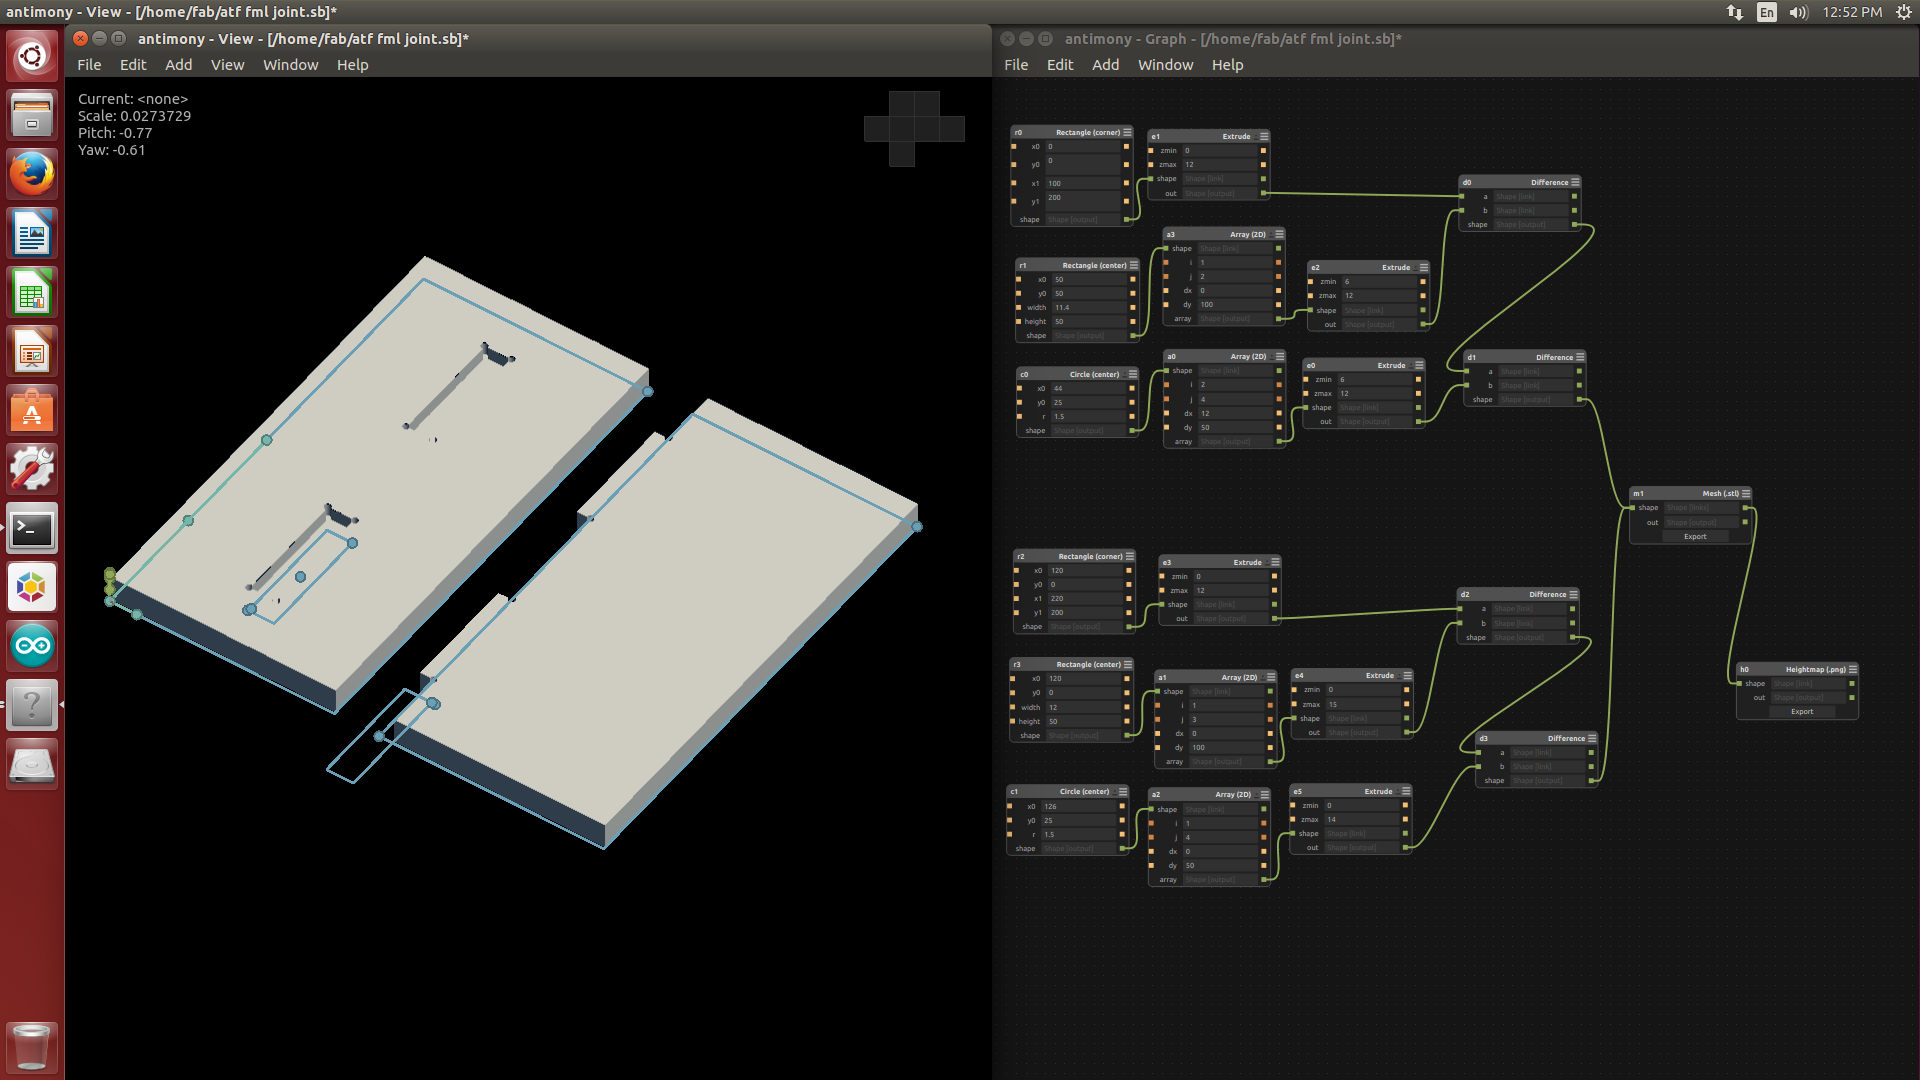 antimony - View - [/home/fab/atf fml joint.sb]*
En
12:52 PM
antimony - View - [/home/fab/atf fml joint.sb]*
File Edit Add View Window Help
Current: <none>
Scale: 0.0273729
Pitch: -0.77
Yaw: -0.61
antimony - Graph - [/home/fab/atf fml joint.sb]*
File Edit Add Window Help
r0 Rectangle (corner)
x0 0
y0 0
x1 100
y1 200
shape Shape [output]
e1 Extrude
zmin 0
zmax 12
shape Shape [link]
out Shape [output]
d0 Difference
a Shape [link]
b Shape [link]
shape Shape [output]
r1 Rectangle (center)
x0 50
y0 50
width 11.4
height 50
shape Shape [output]
a3 Array (2D)
shape Shape [link]
i 1
j 2
dx 0
dy 100
array Shape [output]
e2 Extrude
zmin 6
zmax 12
shape Shape [link]
out Shape [output]
c0 Circle (center)
x0 44
y0 25
r 1.5
shape Shape [output]
a0 Array (2D)
shape Shape [link]
i 2
j 4
dx 12
dy 50
array Shape [output]
e0 Extrude
zmin 6
zmax 12
shape Shape [link]
out Shape [output]
d1 Difference
a Shape [link]
b Shape [link]
shape Shape [output]
m1 Mesh (.stl)
shape Shape [links]
out Shape [output]
Export
r2 Rectangle (corner)
x0 120
y0 0
x1 220
y1 200
shape Shape [output]
e3 Extrude
zmin 0
zmax 12
shape Shape [link]
out Shape [output]
d2 Difference
a Shape [link]
b Shape [link]
shape Shape [output]
r3 Rectangle (center)
x0 120
y0 0
width 12
height 50
shape Shape [output]
a1 Array (2D)
shape Shape [link]
i 1
j 3
dx 0
dy 100
array Shape [output]
e4 Extrude
zmin 0
zmax 15
shape Shape [link]
out Shape [output]
h0 Heightmap (.png)
shape Shape [link]
out Shape [output]
Export
c1 Circle (center)
x0 126
y0 25
r 1.5
shape Shape [output]
a2 Array (2D)
shape Shape [link]
i 1
j 4
dx 0
dy 50
array Shape [output]
e5 Extrude
zmin 0
zmax 14
shape Shape [link]
out Shape [output]
d3 Difference
a Shape [link]
b Shape [link]
shape Shape [output]